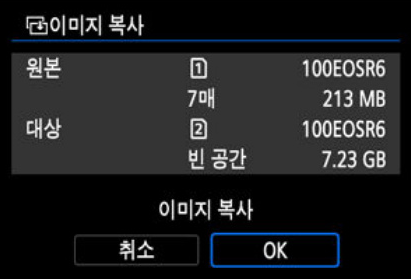 이미지 복사
원본 1 100EOSR6
7매 213 MB
대상 2 100EOSR6
빈 공간 7.23 GB
이미지 복사
취소 OK